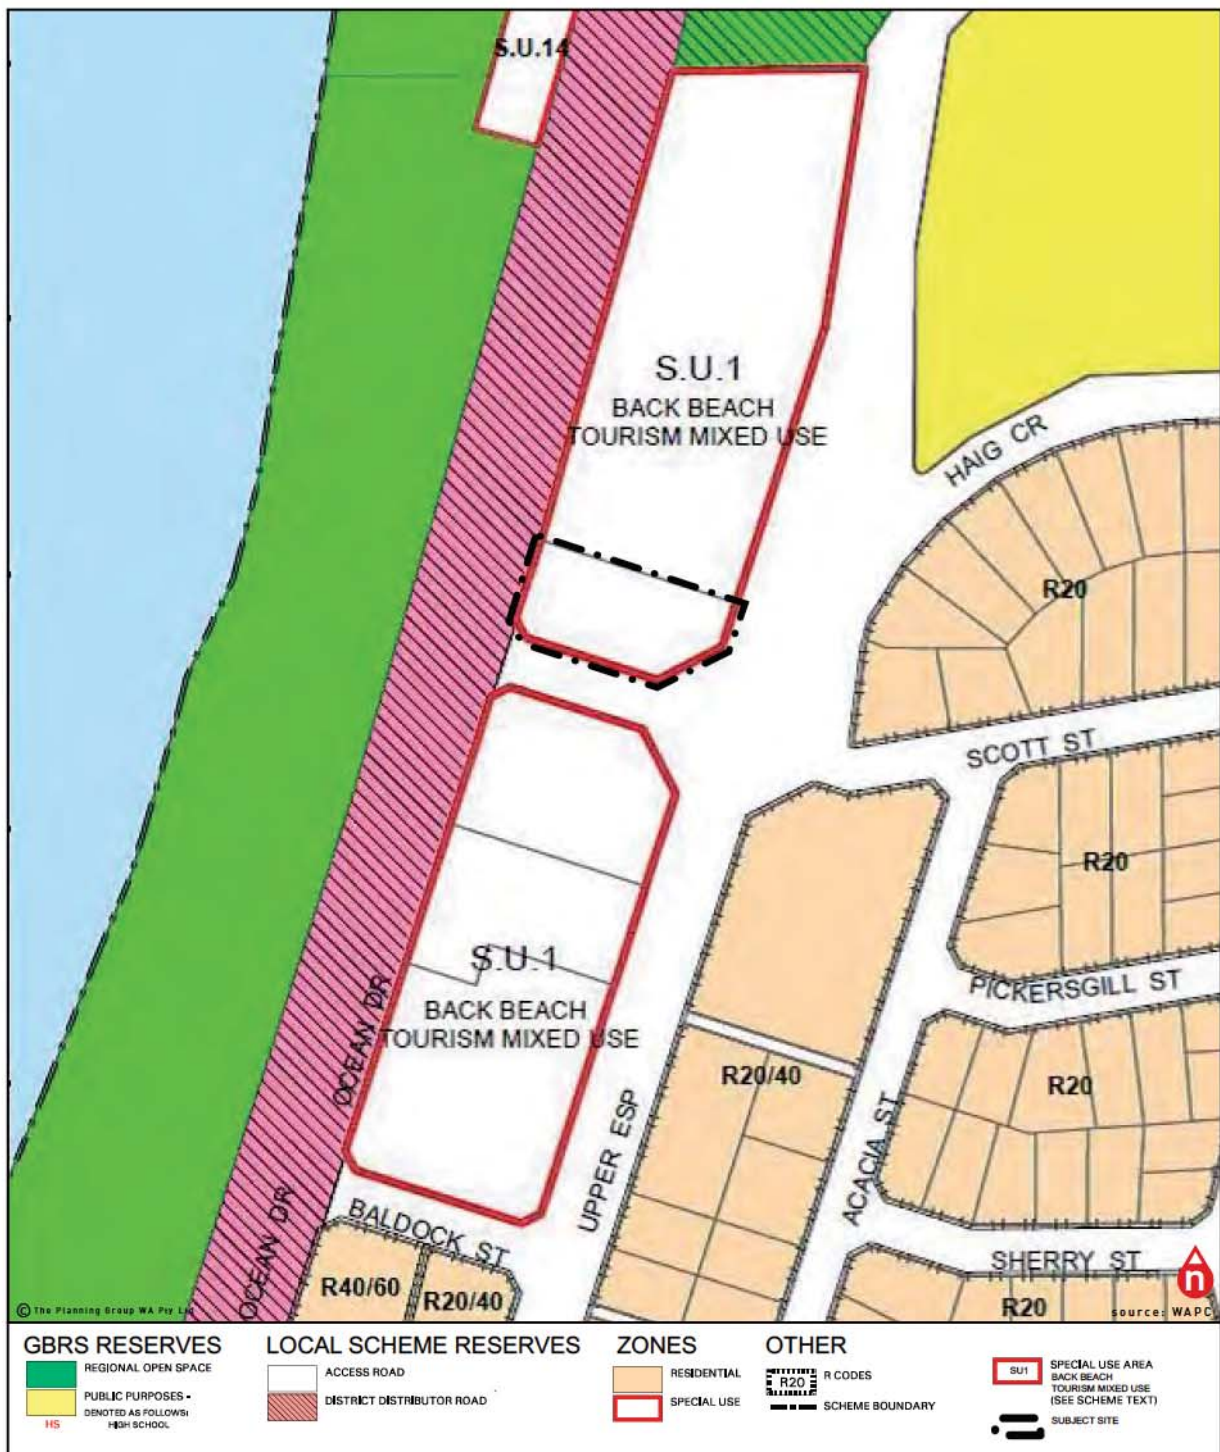 S.U.14
S.U.1
BACK BEACH
TOURISM MIXED USE
HAIG CR
R20
SCOTT ST
R20
S.U.1
BACK BEACH
TOURISM MIXED USE
OCEAN DR
PICKERSGILL ST
R20/40
R20
UPPER ESP
ACACIA ST
OCEAN DR
BALDOCK ST
SHERRY ST
R40/60
R20/40
R20
n
© The Planning Group WA Pty Ltd
source: WAPC
GBRS RESERVES
REGIONAL OPEN SPACE
PUBLIC PURPOSES -
DENOTED AS FOLLOWS:
HS HIGH SCHOOL
LOCAL SCHEME RESERVES
ACCESS ROAD
DISTRICT DISTRIBUTOR ROAD
ZONES
RESIDENTIAL
SPECIAL USE
OTHER
R20 R CODES
SCHEME BOUNDARY
SU1 SPECIAL USE AREA
BACK BEACH
TOURISM MIXED USE
(SEE SCHEME TEXT)
SUBJECT SITE